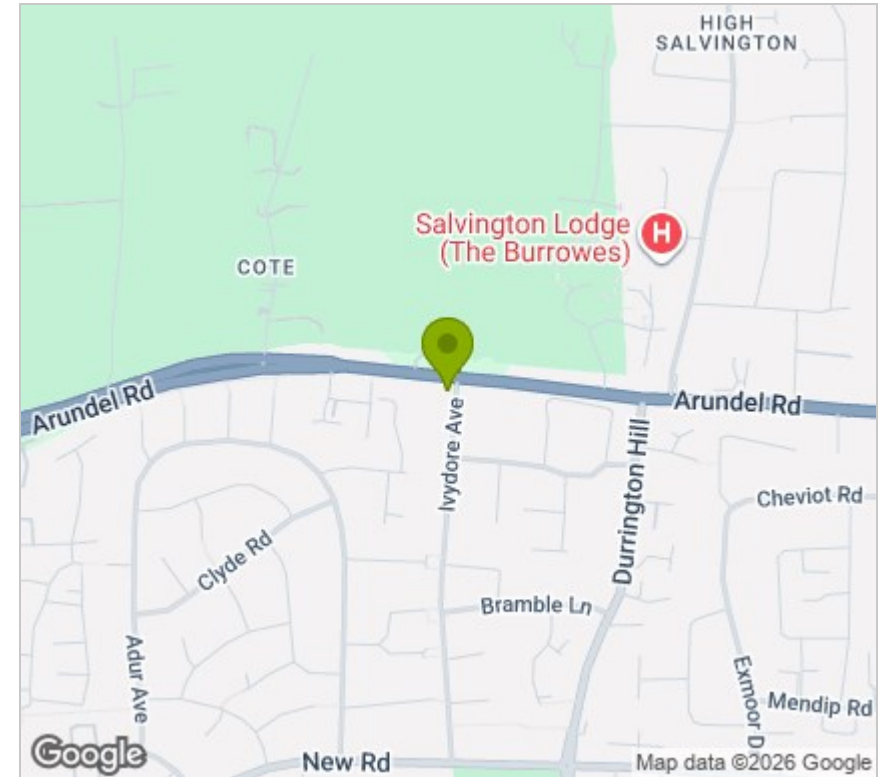 HIGH
SALVINGTON
Salvington Lodge
(The Burrowes)
H
COTE
Arundel Rd
Arundel Rd
Ivydore Ave
Durrington Hill
Cheviot Rd
Clyde Rd
Bramble Ln
Adur Ave
Exmoor D
Mendip Rd
New Rd
Google
Map data ©2026 Google